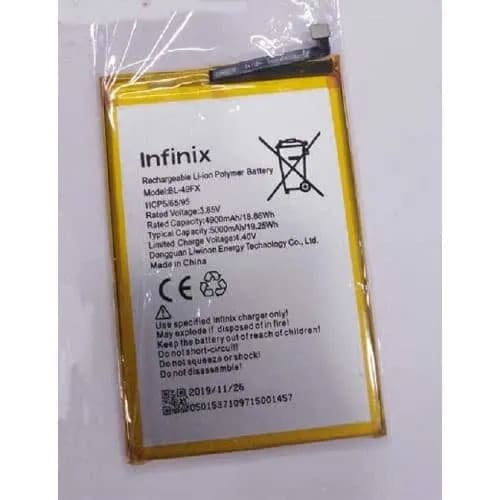 Infinix
Rechargeable Li-ion Polymer Battery
Model:BL-49FX
1ICP5/65/95
Rated Voltage:3.85V
Rated Capacity:4900mAh/18.86Wh
Typical Capacity:5000mAh/19.25Wh
Limited Charge Voltage:4.40V
Dongguan Liwinon Energy Technology Co., Ltd.
Made in China
CE
Use specified Infinix charger only!
May explode if disposed of in fire!
Keep the battery out of reach of children!
Do not short-circuit!
Do not squeeze or shock!
Do not disassemble!
2019/11/26
0501537109715001457